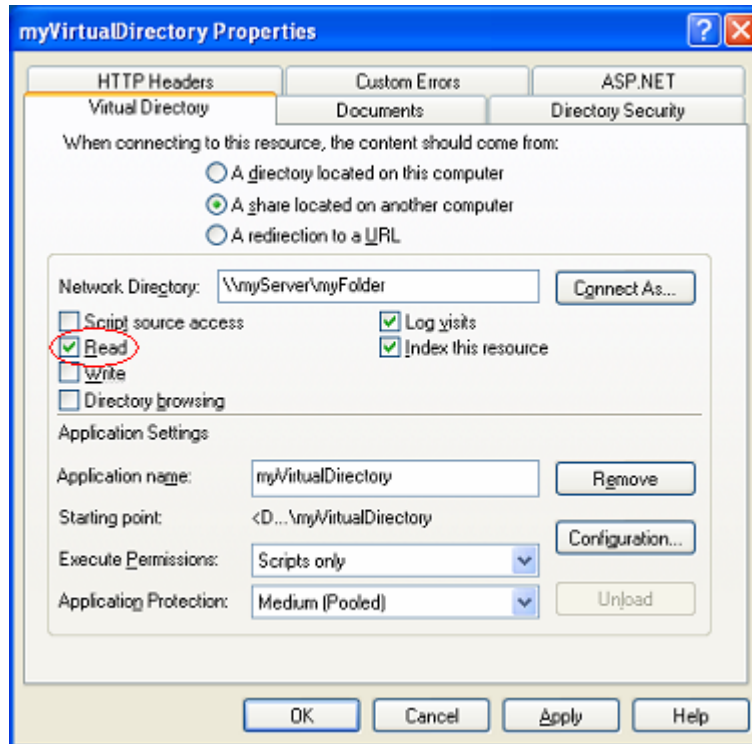 myVirtualDirectory Properties
HTTP Headers Custom Errors ASP.NET
Virtual Directory Documents Directory Security
When connecting to this resource, the content should come from:
A directory located on this computer
A share located on another computer
A redirection to a URL
Network Directory: \\myServer\myFolder Connect As...
Script source access Log visits
Read Index this resource
Write
Directory browsing
Application Settings
Application name: myVirtualDirectory Remove
Starting point: <D...\myVirtualDirectory
Configuration...
Execute Permissions: Scripts only
Application Protection: Medium (Pooled) Unload
OK Cancel Apply Help